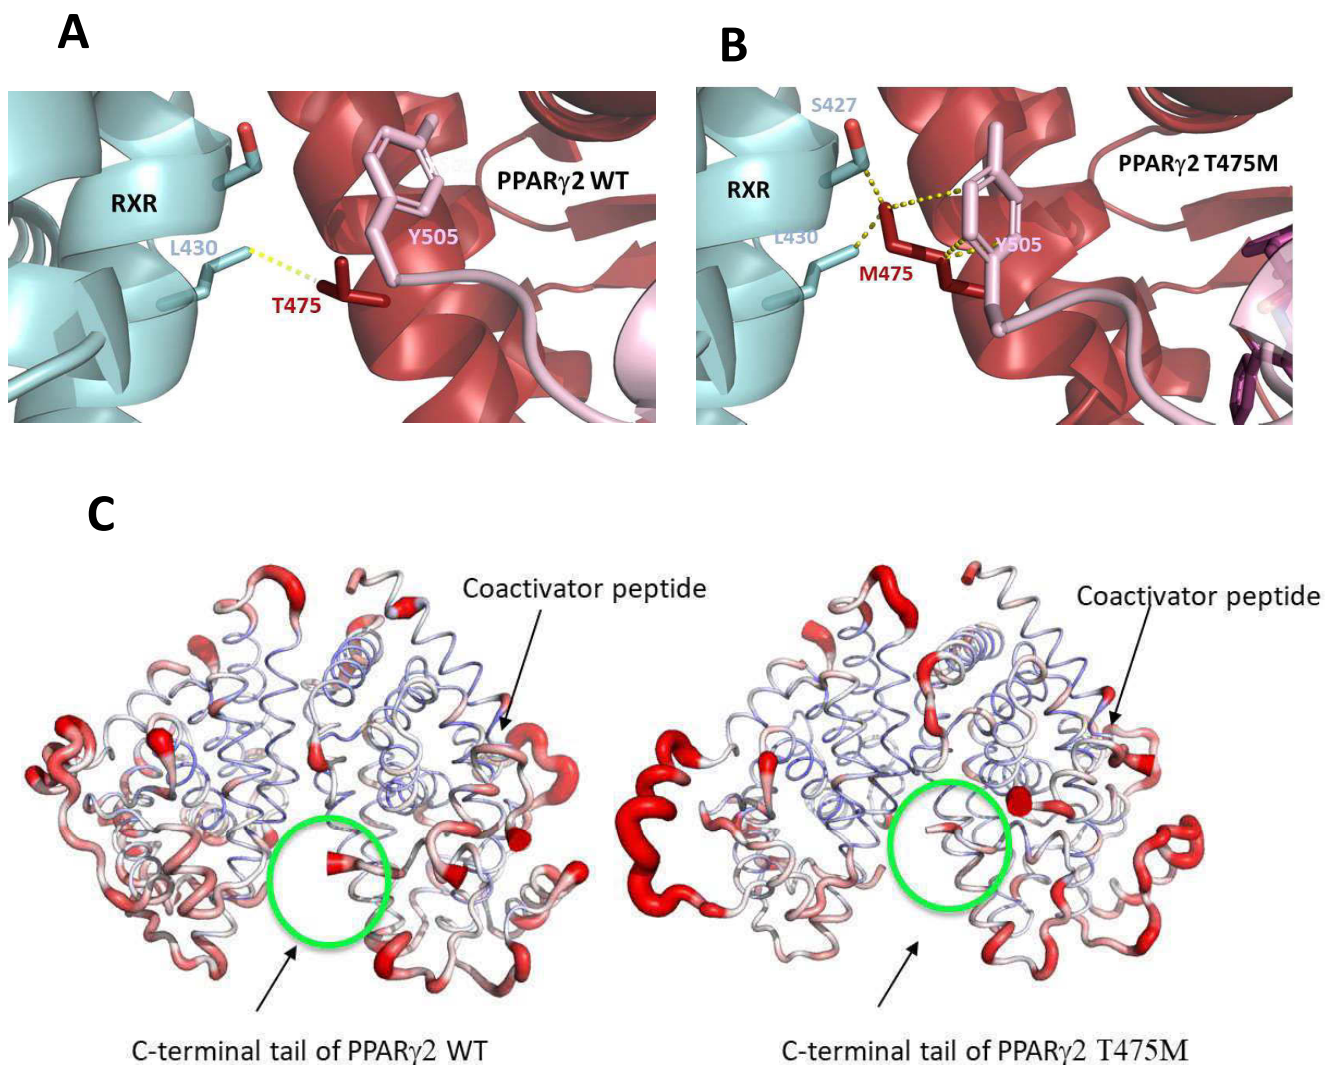 A
B
S427
RXR
PPARγ2 WT
L430
Y505
T475
RXR
PPARγ2 T475M
L430
Y505
M475
C
Coactivator peptide
Coactivator peptide
C-terminal tail of PPARγ2 WT
C-terminal tail of PPARγ2 T475M